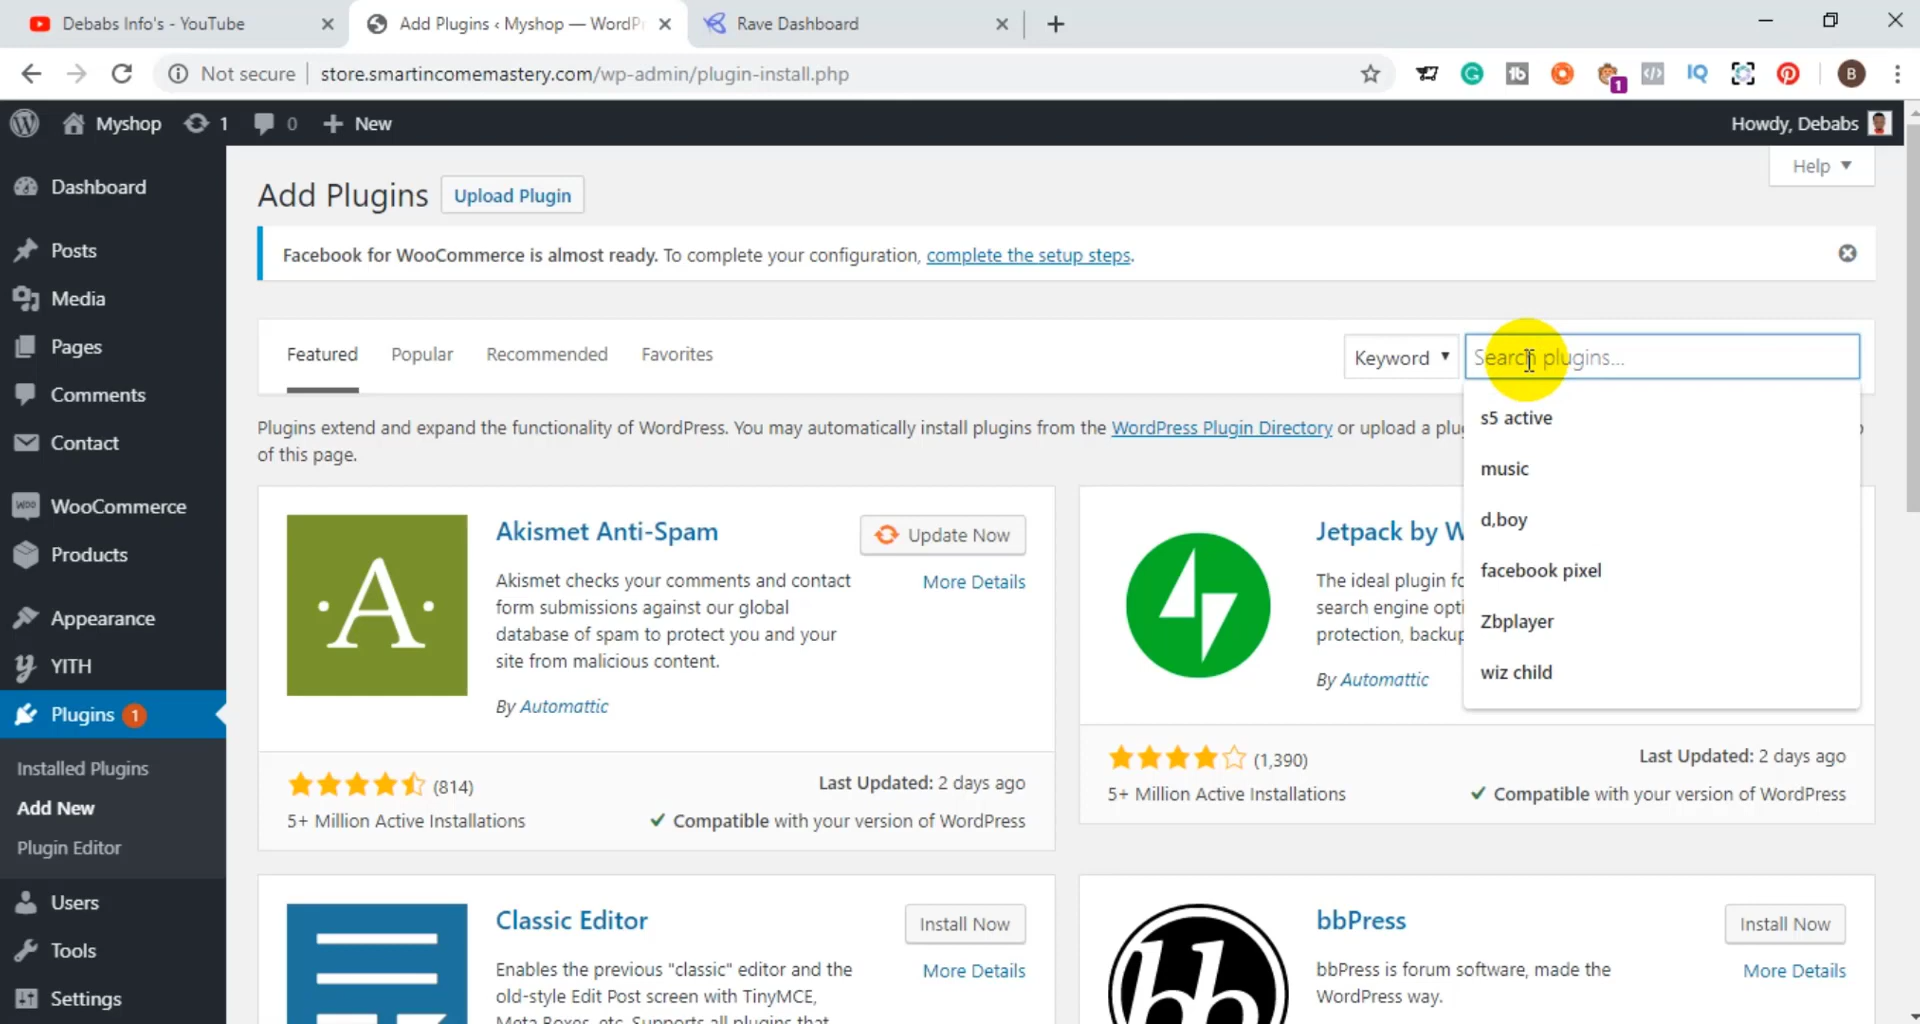 Debabs Info's - YouTube
Add Plugins ‹ Myshop — WordPr
Rave Dashboard
Not secure
store.smartincomemastery.com/wp-admin/plugin-install.php
1
B
Myshop
1
0
New
Howdy, Debabs
Help
Dashboard
Posts
Media
Pages
Comments
Contact
WooCommerce
Products
Appearance
YITH
Plugins 1
Installed Plugins
Add New
Plugin Editor
Users
Tools
Settings
Add Plugins
Upload Plugin
Facebook for WooCommerce is almost ready. To complete your configuration, complete the setup steps.
Featured
Popular
Recommended
Favorites
Keyword
Search plugins...
s5 active
music
d,boy
facebook pixel
Zbplayer
wiz child
Plugins extend and expand the functionality of WordPress. You may automatically install plugins from the WordPress Plugin Directory or upload a plu
of this page.
Akismet Anti-Spam
Update Now
More Details
Akismet checks your comments and contact
form submissions against our global
database of spam to protect you and your
site from malicious content.
By Automattic
(814)
5+ Million Active Installations
Last Updated: 2 days ago
Compatible with your version of WordPress
Jetpack by W
The ideal plugin fo
search engine opti
protection, backup
By Automattic
(1,390)
5+ Million Active Installations
Last Updated: 2 days ago
Compatible with your version of WordPress
Classic Editor
Install Now
More Details
Enables the previous "classic" editor and the
old-style Edit Post screen with TinyMCE,
Meta Boxes, etc. Supports all plugins that
bbPress
Install Now
More Details
bbPress is forum software, made the
WordPress way.